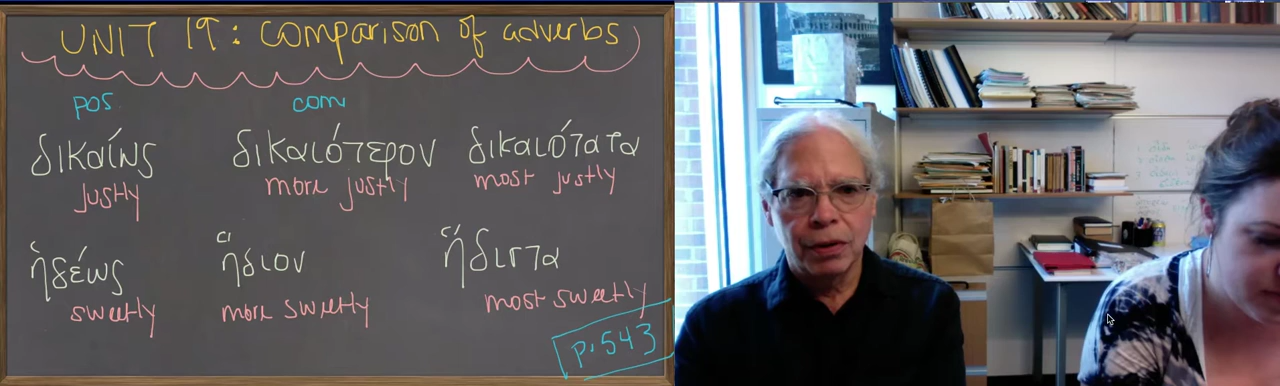 UNIT 19: comparison of adverbs
pos. com
δικαίως δικαιότερον δικαιότατα
justly more justly most justly
ἡδέως ἥδιον ἥδιστα
sweetly more sweetly most sweetly
p. 543